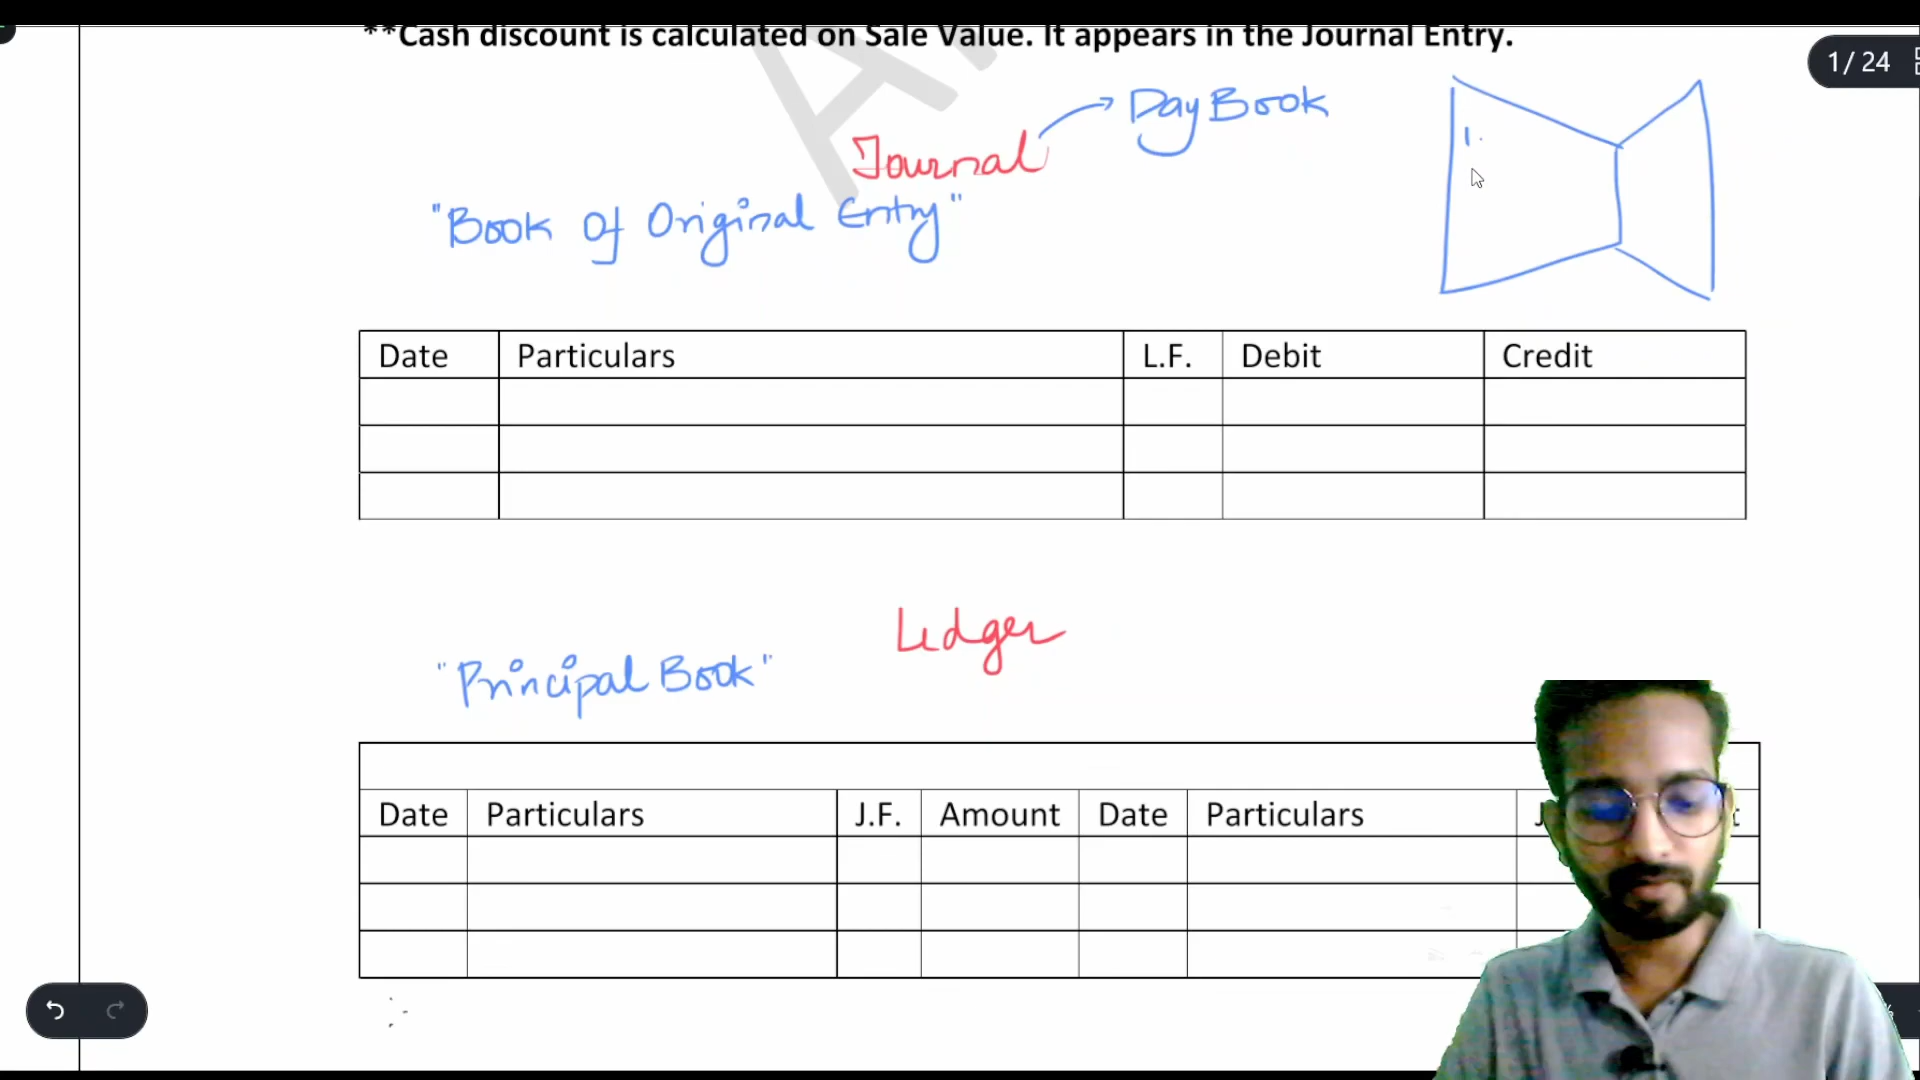 **Cash discount is calculated on Sale Value. It appears in the Journal Entry.
1/24
Journal → Day Book
1.
"Book Of Original Entry"
Date Particulars L.F. Debit Credit
Ledger
"Principal Book"
Date Particulars J.F. Amount Date Particulars